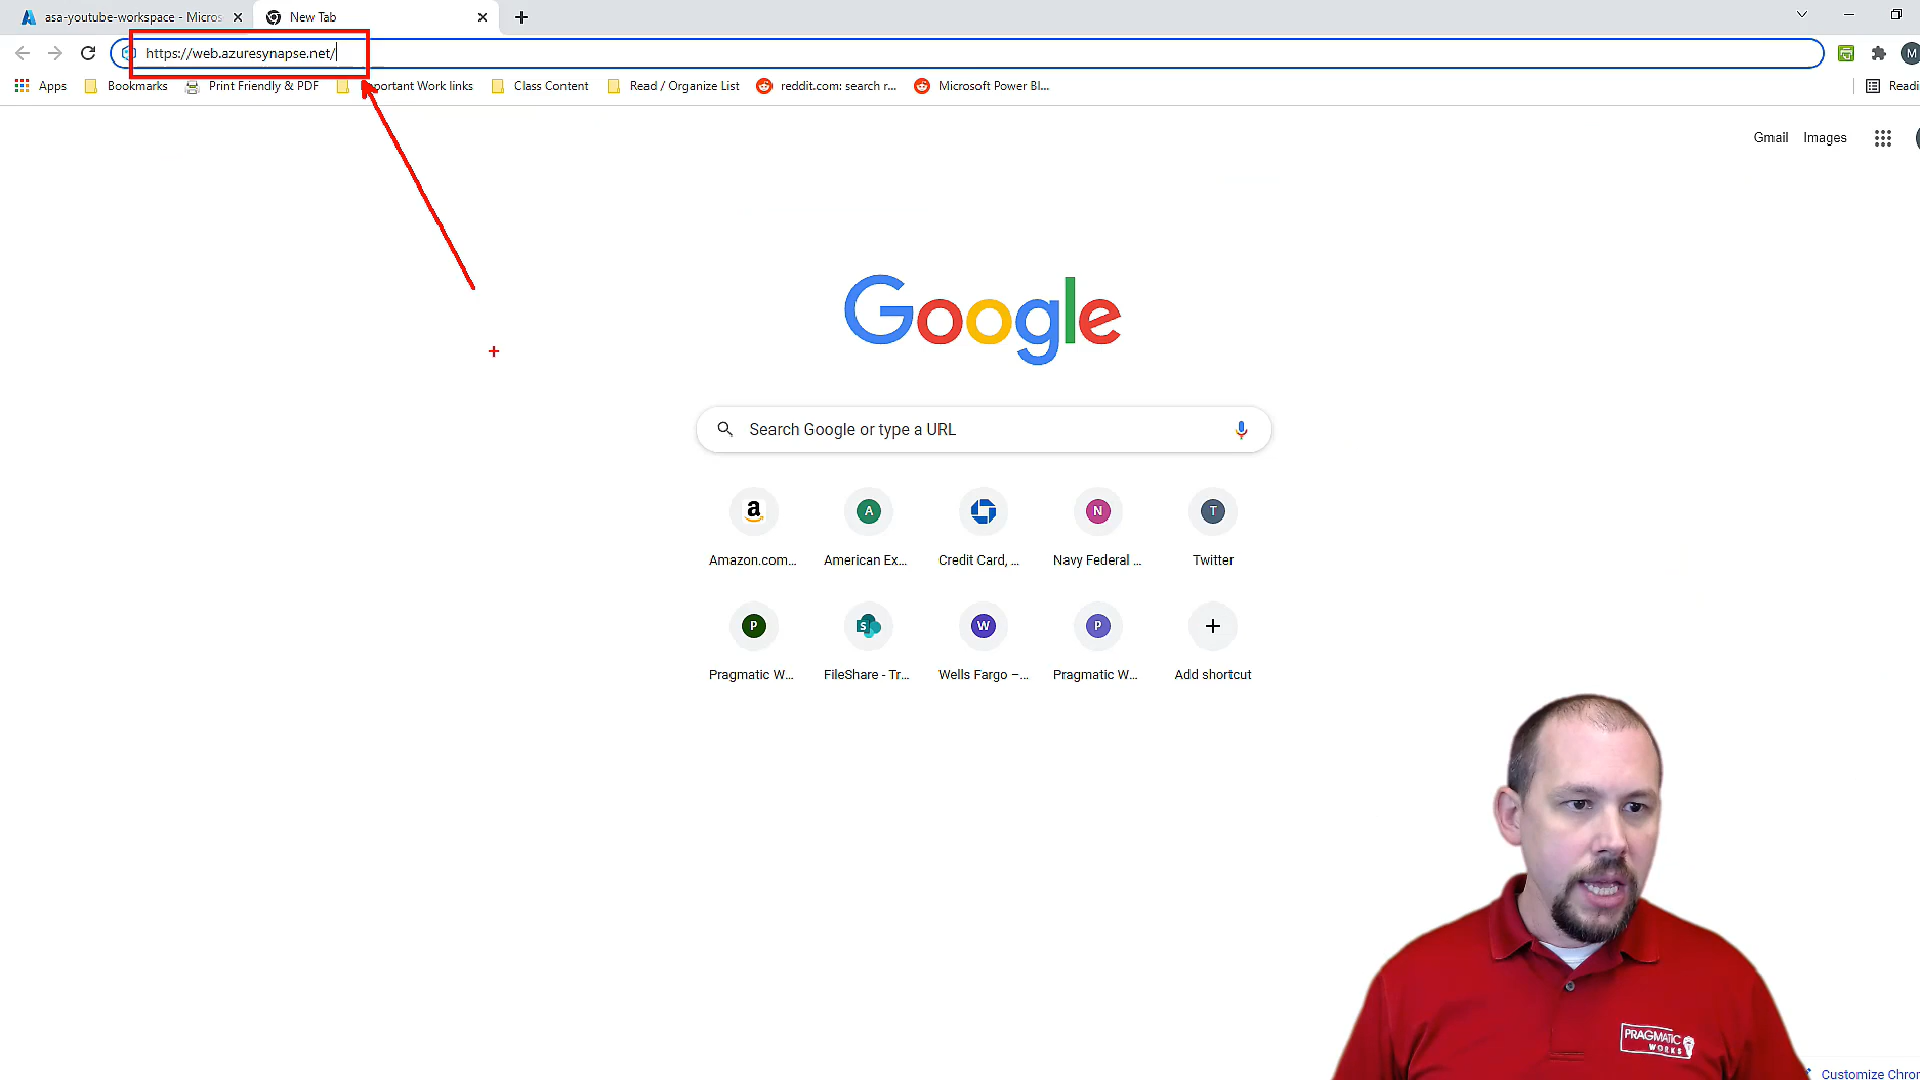 asa-youtube-workspace - Micros
New Tab
https://web.azuresynapse.net/
Apps
Bookmarks
Print Friendly & PDF
portant Work links
Class Content
Read / Organize List
reddit.com: search r...
Microsoft Power Bl...
Readi
M
Gmail
Images
Google
Search Google or type a URL
a
A
N
T
Amazon.com...
American Ex...
Credit Card, ...
Navy Federal ...
Twitter
P
S
W
P
Pragmatic W...
FileShare - Tr...
Wells Fargo –...
Pragmatic W...
Add shortcut
PRAGMATIC
WORKS
Customize Chro